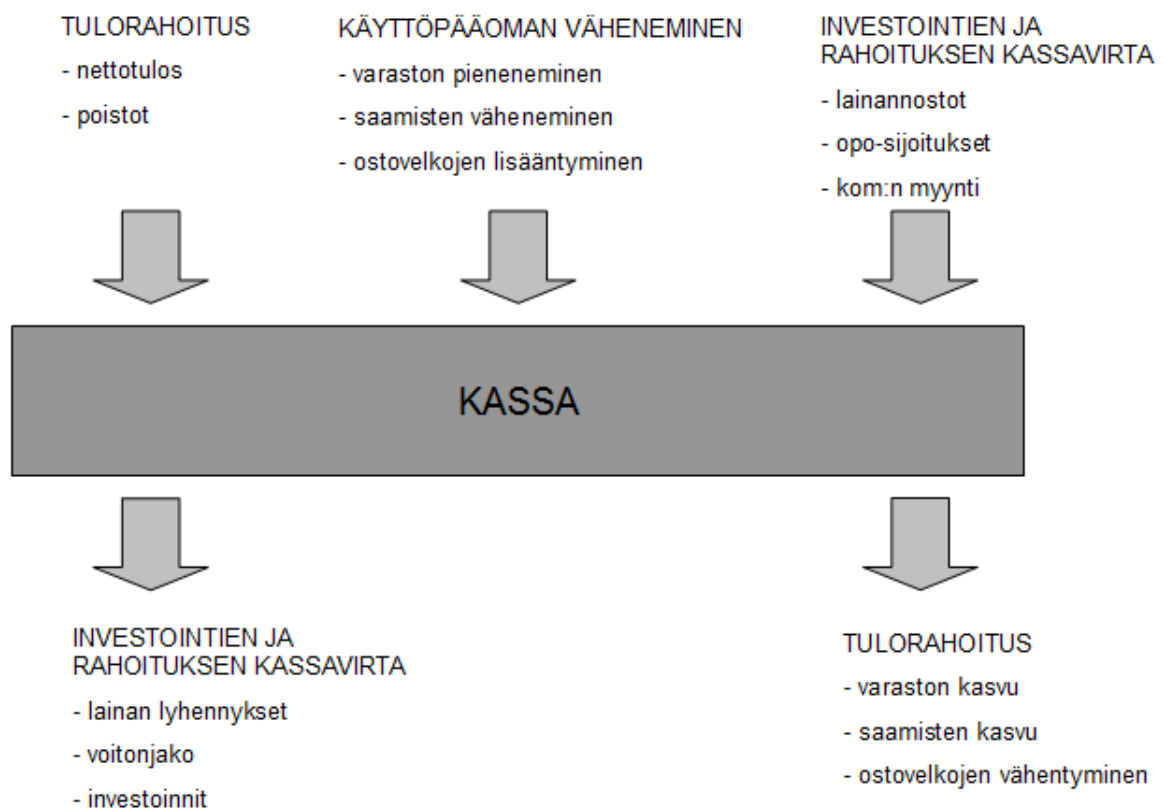 TULORAHOITUS
- nettotulos
- poistot
KÄYTTÖPÄÄOMAN VÄHENEMINEN
- varaston pieneneminen
- saamisten väheneminen
- ostovelkojen lisääntyminen
INVESTOINTIEN JA
RAHOITUKSEN KASSAVIRTA
- lainannostot
- opo-sijoitukset
- kom:n myynti
KASSA
INVESTOINTIEN JA
RAHOITUKSEN KASSAVIRTA
- lainan lyhennykset
- voitonjako
- investoinnit
TULORAHOITUS
- varaston kasvu
- saamisten kasvu
- ostovelkojen vähentyminen